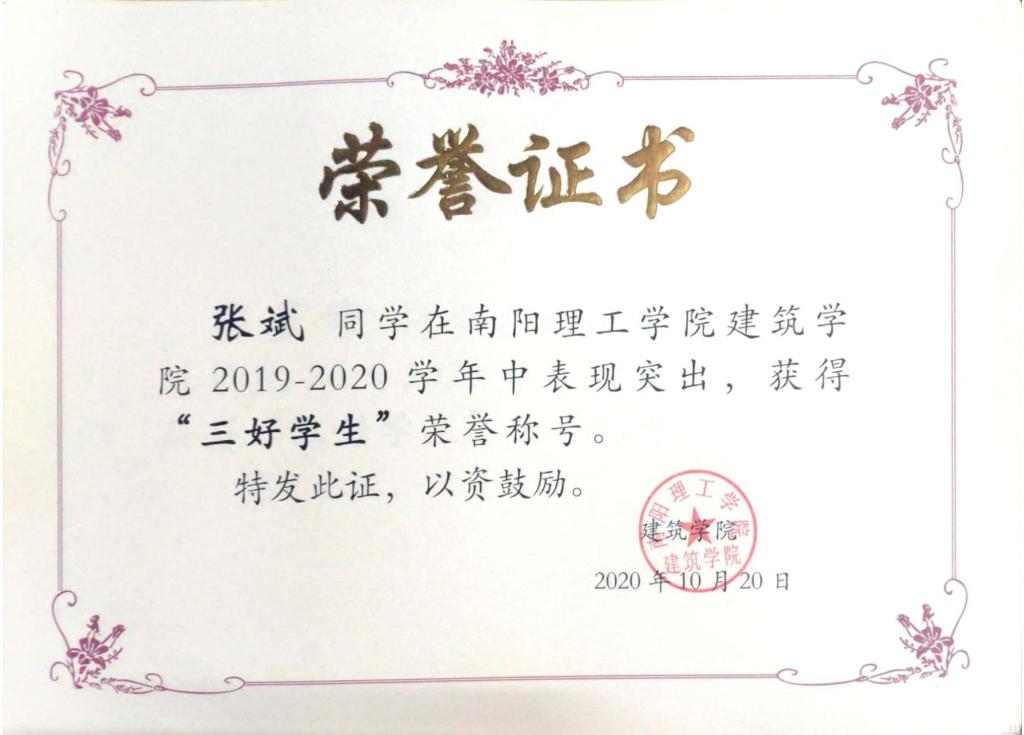 荣誉证书
张斌 同学在南阳理工学院建筑学
院 2019-2020 学年中表现突出，获得
“三好学生”荣誉称号。
特发此证，以资鼓励。
南阳理工学院
建筑学院
建筑学院
2020 年 10 月 20 日